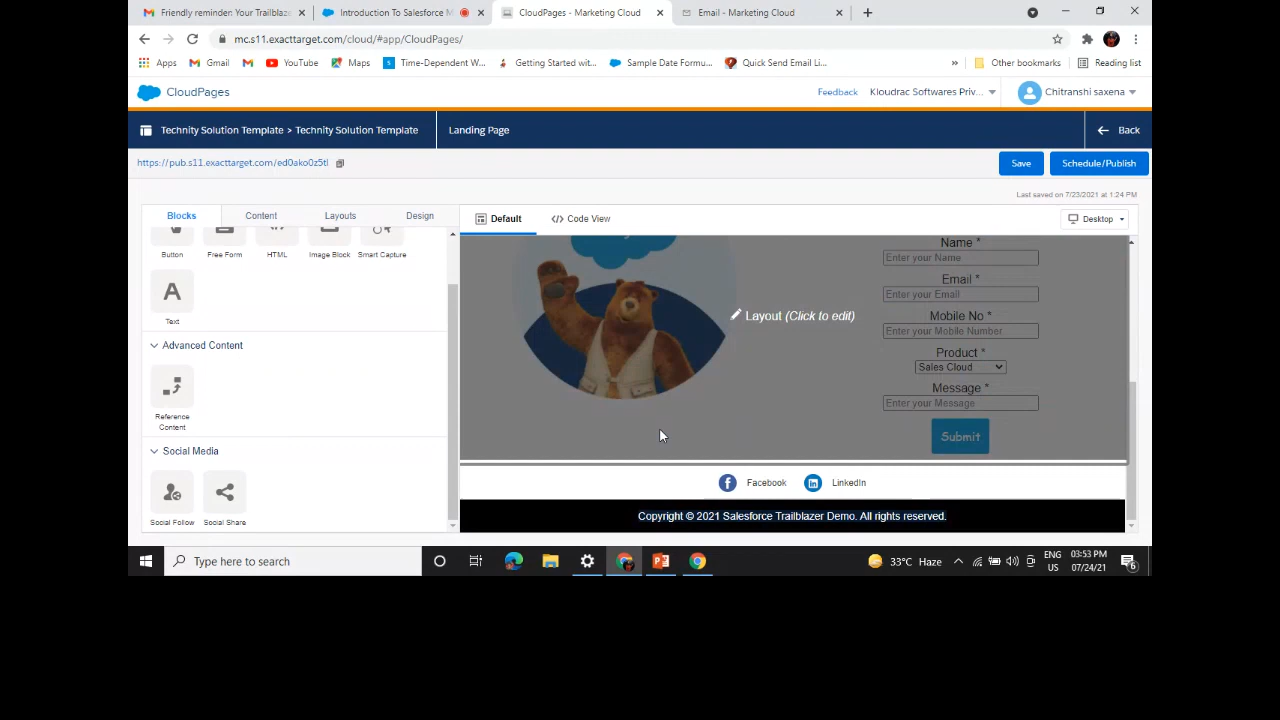 Friendly reminder: Your Trailblaze
Introduction To Salesforce M
CloudPages - Marketing Cloud
Email - Marketing Cloud
mc.s11.exacttarget.com/cloud/#app/CloudPages/
Apps
Gmail
YouTube
Maps
Time-Dependent W...
Getting Started wit...
Sample Date Formu...
Quick Send Email Li...
»
Other bookmarks
Reading list
CloudPages
Feedback
Kloudrac Softwares Priv...
Chitranshi saxena
Technity Solution Template > Technity Solution Template
Landing Page
Back
https://pub.s11.exacttarget.com/ed0ako0z5tl
Save
Schedule/Publish
Last saved on 7/23/2021 at 1:24 PM
Blocks
Content
Layouts
Design
Default
</> Code View
Desktop
Button
Free Form
HTML
Image Block
Smart Capture
A
Text
Advanced Content
Reference
Content
Social Media
Social Follow
Social Share
Name *
Enter your Name
Email *
Enter your Email
Layout (Click to edit)
Mobile No *
Enter your Mobile Number
Product *
Sales Cloud
Message *
Enter your Message
Submit
Facebook
LinkedIn
Copyright © 2021 Salesforce Trailblazer Demo. All rights reserved.
Type here to search
33°C Haze
ENG
US
03:53 PM
07/24/21
6